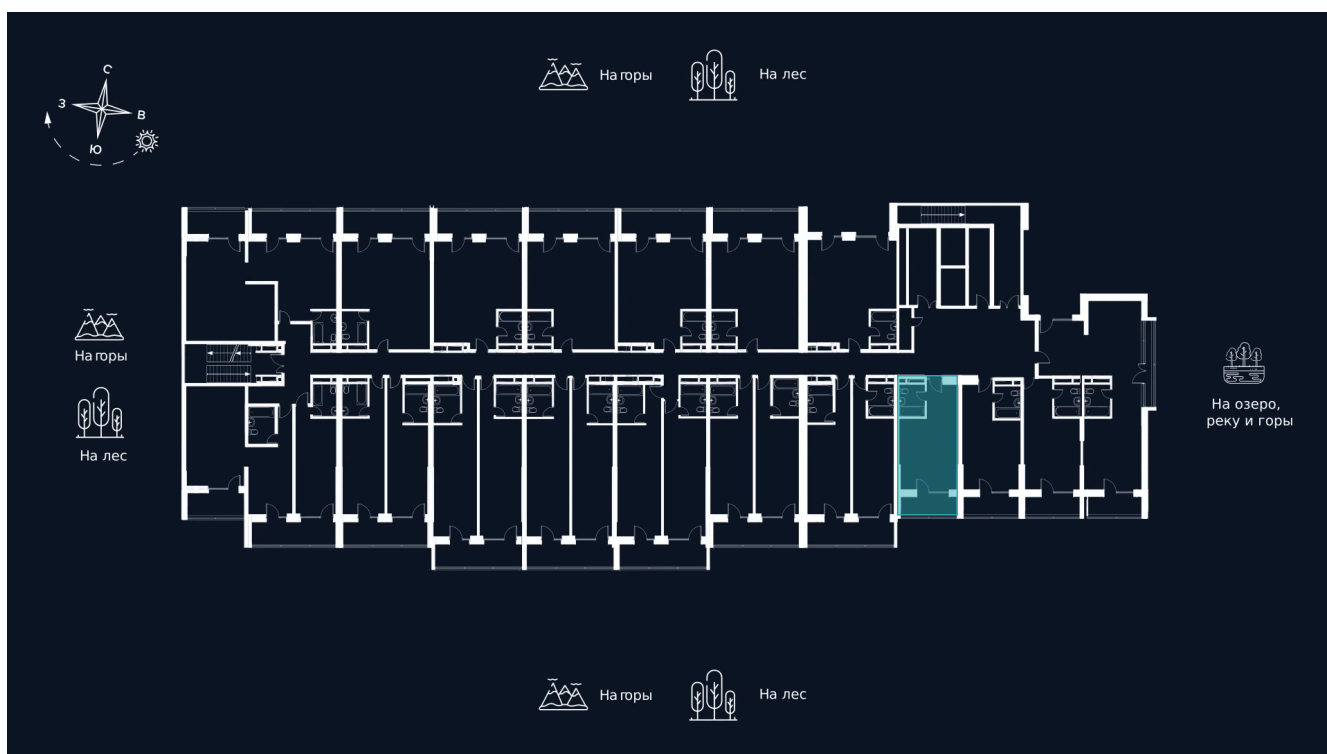 На горы
На лес
С
З
В
Ю
На горы
На лес
На озеро,
реку и горы
На горы
На лес